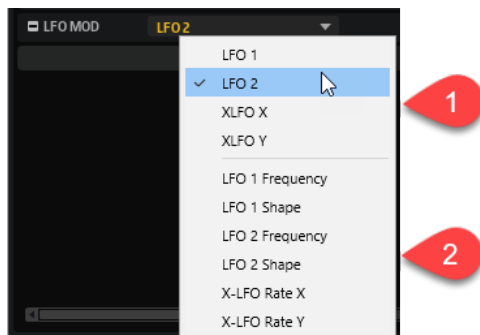 LFO MOD LFO 2
LFO 1
LFO 2
XLFO X
XLFO Y
1
LFO 1 Frequency
LFO 1 Shape
LFO 2 Frequency
LFO 2 Shape
2
X-LFO Rate X
X-LFO Rate Y